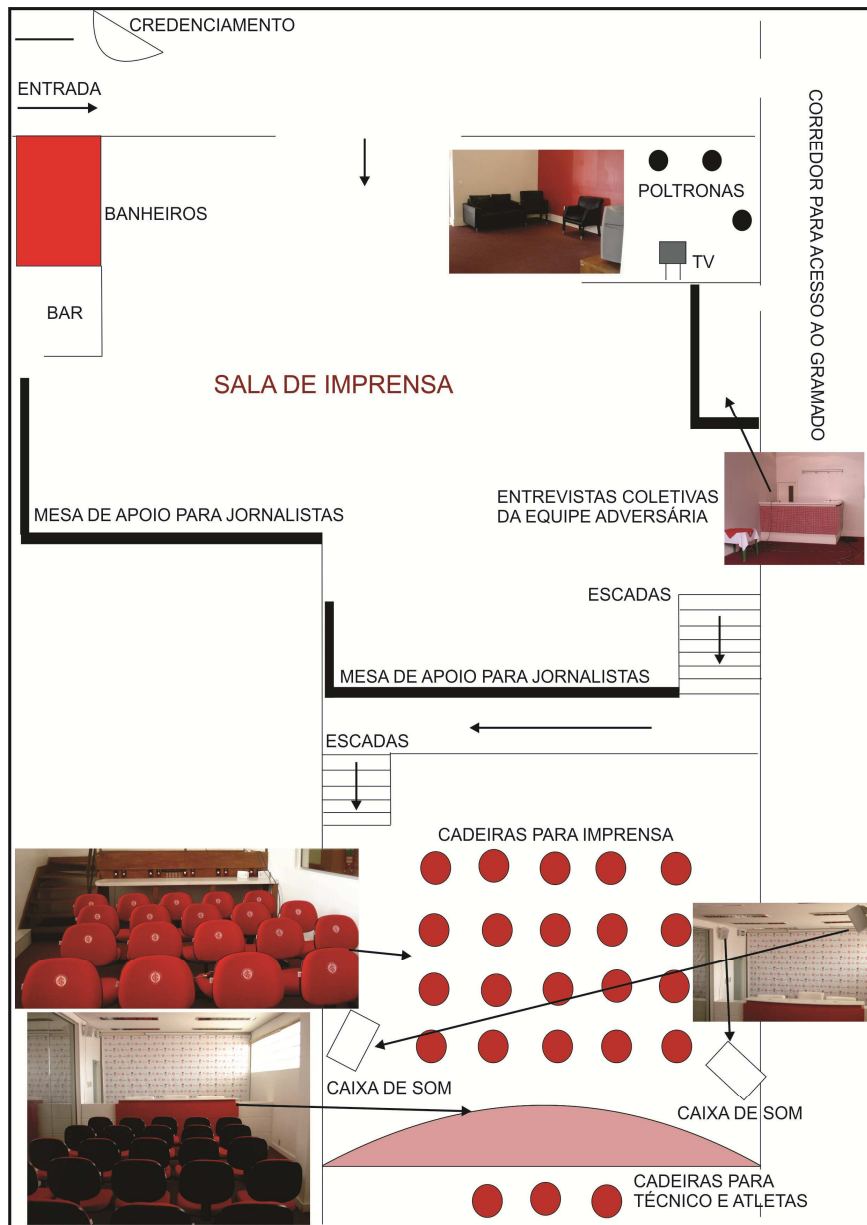 CREDENCIAMENTO
ENTRADA
BANHEIROS
POLTRONAS
TV
BAR
CORREDOR PARA ACESSO AO GRAMADO
SALA DE IMPRENSA
MESA DE APOIO PARA JORNALISTAS
ENTREVISTAS COLETIVAS
DA EQUIPE ADVERSÁRIA
ESCADAS
MESA DE APOIO PARA JORNALISTAS
ESCADAS
CADEIRAS PARA IMPRENSA
CAIXA DE SOM
CAIXA DE SOM
CADEIRAS PARA
TÉCNICO E ATLETAS